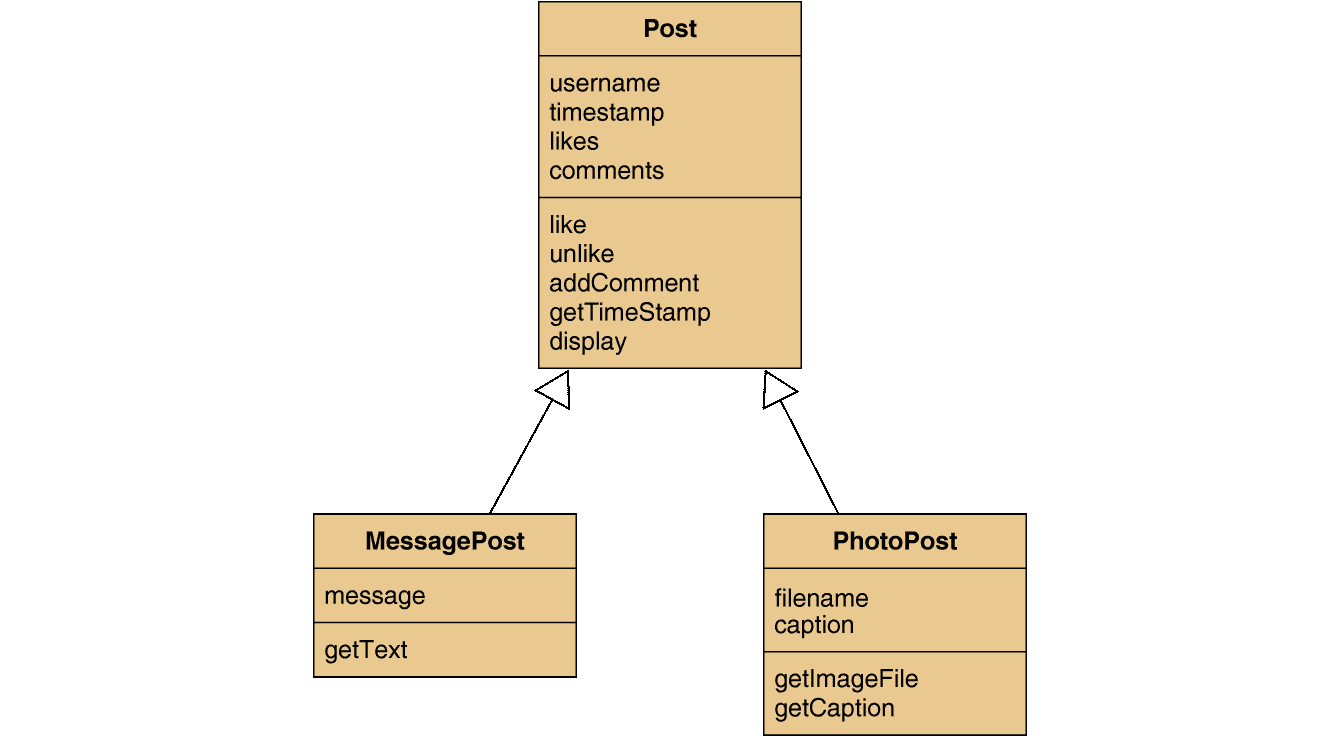 Post
username
timestamp
likes
comments
like
unlike
addComment
getTimeStamp
display
MessagePost
message
getText
PhotoPost
filename
caption
getImageFile
getCaption